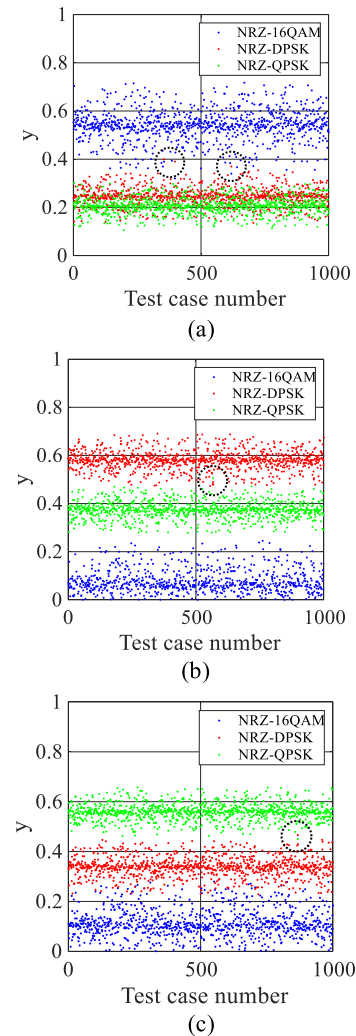 1
NRZ-16QAM
NRZ-DPSK
NRZ-QPSK
0.8
0.6
y
0.4
0.2
0
0 500 1000
Test case number
(a)
1
NRZ-16QAM
NRZ-DPSK
NRZ-QPSK
0.8
0.6
y
0.4
0.2
0
0 500 1000
Test case number
(b)
1
NRZ-16QAM
NRZ-DPSK
NRZ-QPSK
0.8
0.6
y
0.4
0.2
0
0 500 1000
Test case number
(c)